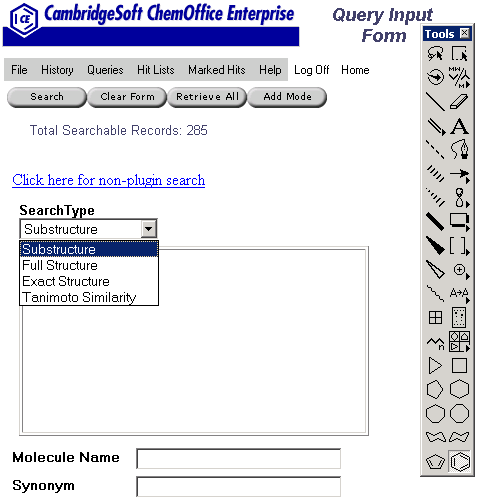 CambridgeSoft ChemOffice Enterprise
Query Input
Form
Tools
File History Queries Hit Lists Marked Hits Help Log Off Home
Search Clear Form Retrieve All Add Mode
Total Searchable Records: 285
Click here for non-plugin search
SearchType
Substructure
Substructure
Full Structure
Exact Structure
Tanimoto Similarity
Molecule Name
Synonym